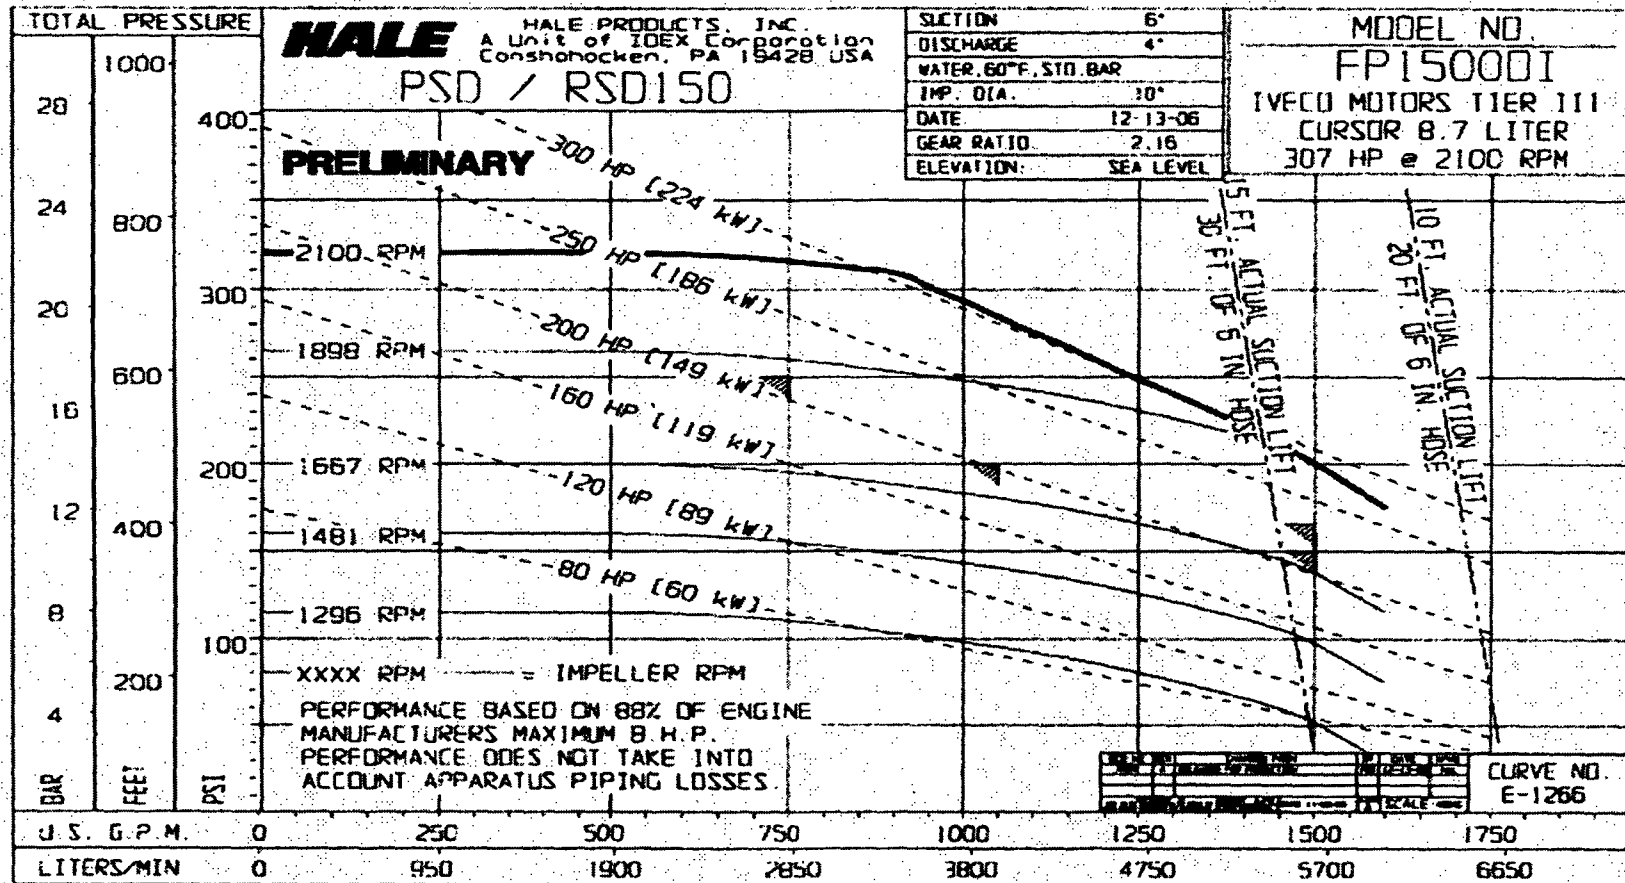 TOTAL PRESSURE
HALE
HALE PRODUCTS, INC.
A Unit of IDEX Corporation
Conshohocken, PA 19428 USA
PSD / RSD150
PRELIMINARY
SUCTION 6"
DISCHARGE 4"
WATER, 60°F, STD. BAR
IMP. DIA. 10"
DATE 12-13-06
GEAR RATIO 2.16
ELEVATION: SEA LEVEL
MODEL NO.
FP1500DI
IVECO MOTORS TIER III
CURSOR 8.7 LITER
307 HP @ 2100 RPM
28
24
20
16
12
8
4
BAR
1000
800
600
400
200
FEET
400
300
200
100
PSI
300 HP [224 kW]
250 HP [186 kW]
200 HP [149 kW]
160 HP [119 kW]
120 HP [89 kW]
80 HP [60 kW]
2100 RPM
1898 RPM
1667 RPM
1481 RPM
1296 RPM
15 FT. ACTUAL SUCTION LIFT
30 FT. OF 6 IN. HOSE
10 FT. ACTUAL SUCTION LIFT
20 FT. OF 6 IN. HOSE
XXXX RPM = IMPELLER RPM
PERFORMANCE BASED ON 88% OF ENGINE
MANUFACTURERS MAXIMUM B.H.P.
PERFORMANCE DOES NOT TAKE INTO
ACCOUNT APPARATUS PIPING LOSSES.
SCALE
CURVE NO.
E-1266
U.S. G.P.M. 0 250 500 750 1000 1250 1500 1750
LITERS/MIN 0 950 1900 2850 3800 4750 5700 6650